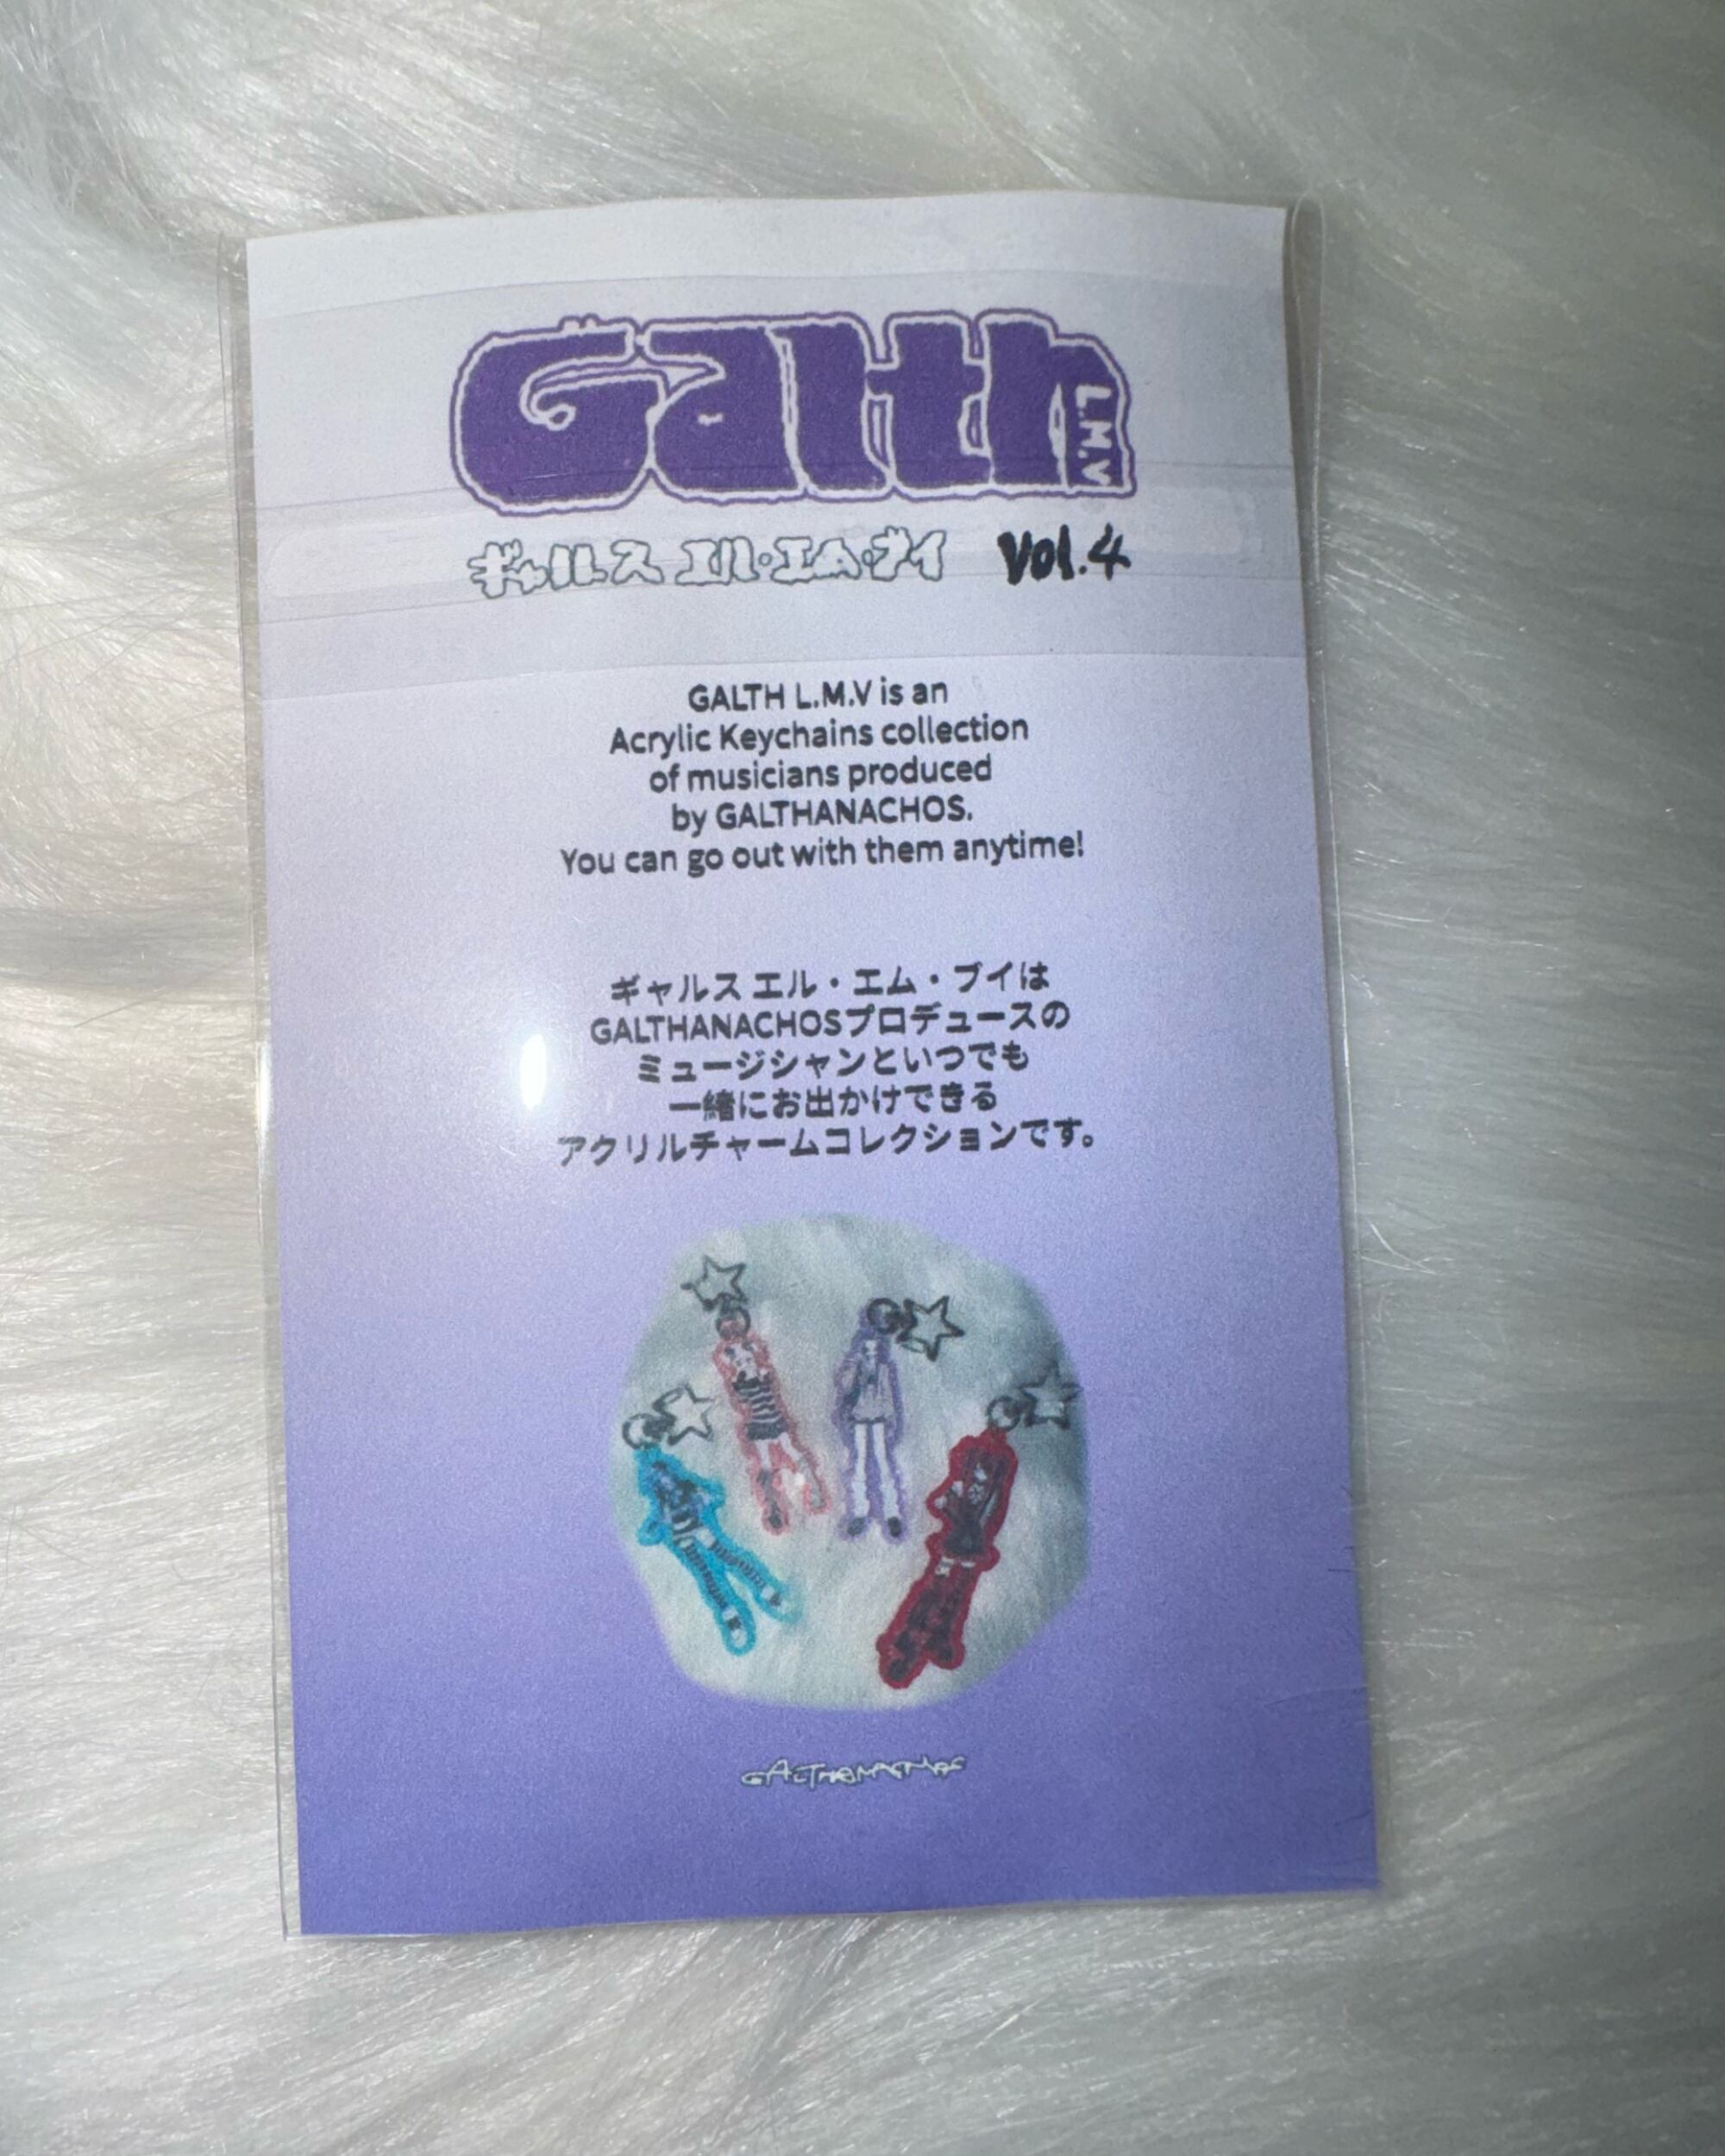 Galth L.M.V
ギャルス エル・エム・ブイ Vol.4
GALTH L.M.V is an
Acrylic Keychains collection
of musicians produced
by GALTHANACHOS.
You can go out with them anytime!
ギャルス エル・エム・ブイは
GALTHANACHOSプロデュースの
ミュージシャンといつでも
一緒にお出かけできる
アクリルチャームコレクションです。
GALTHANACHOS